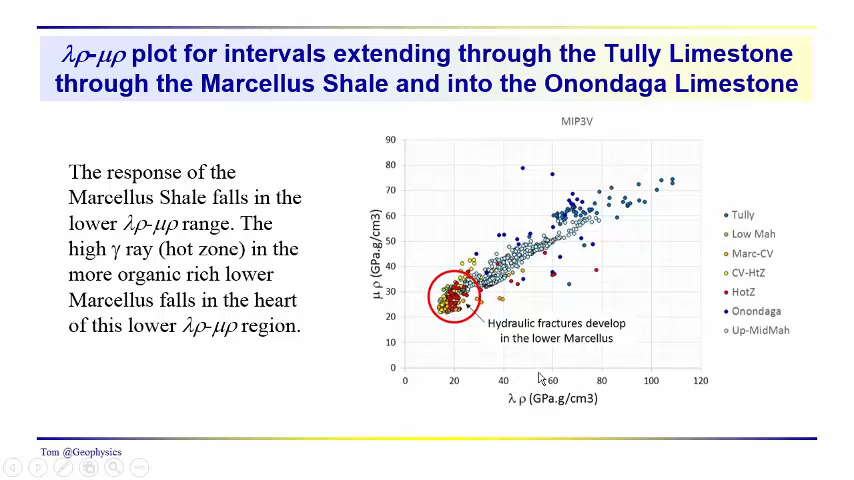 λρ-μρ plot for intervals extending through the Tully Limestone
through the Marcellus Shale and into the Onondaga Limestone
The response of the
Marcellus Shale falls in the
lower λρ-μρ range. The
high γ ray (hot zone) in the
more organic rich lower
Marcellus falls in the heart
of this lower λρ-μρ region.
MIP3V
90
80
70
60
50
40
30
20
10
0
μ ρ (GPa.g/cm3)
0 20 40 60 80 100 120
λ ρ (GPa.g/cm3)
Hydraulic fractures develop
in the lower Marcellus
Tully
Low Mah
Marc-CV
CV-HtZ
HotZ
Onondaga
Up-MidMah
Tom @Geophysics